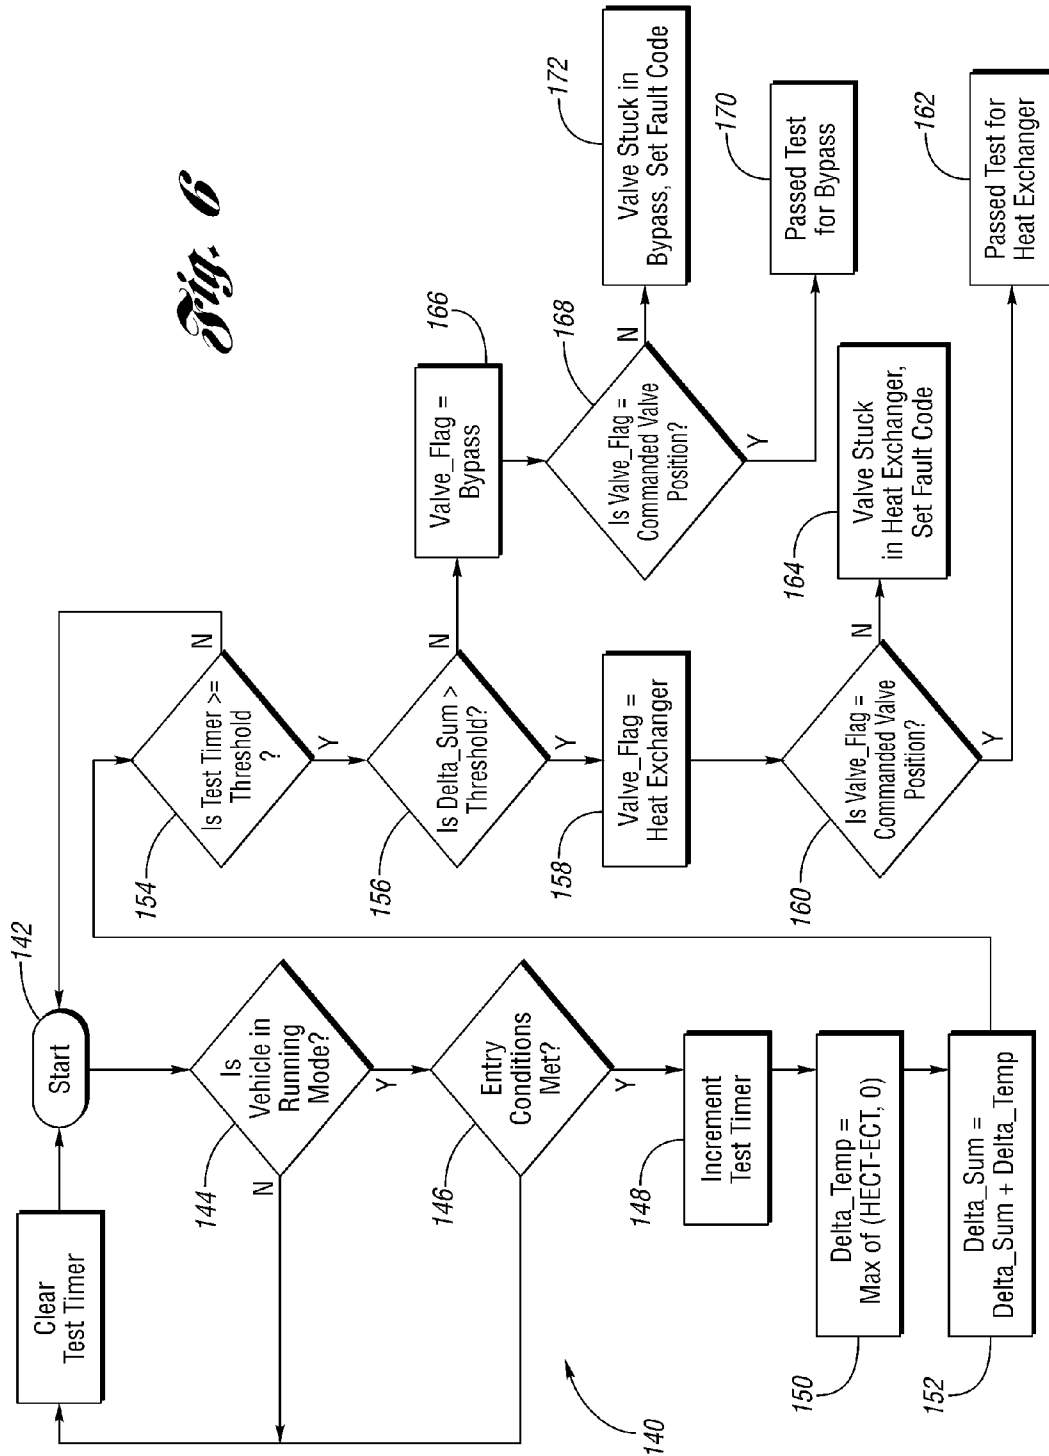 Fig. 6
140
Clear
Test Timer
Start
142
Is
Vehicle in
Running
Mode?
144
N
Y
Entry
Conditions
Met?
146
Y
Increment
Test Timer
148
Delta_Temp =
Max of (HECT-ECT, 0)
150
Delta_Sum =
Delta_Sum + Delta_Temp
152
Is Test Timer >=
Threshold
?
154
N
Y
Is Delta_Sum >
Threshold?
156
N
Y
Valve_Flag =
Heat Exchanger
158
Is Valve_Flag =
Commanded Valve
Position?
160
N
Y
Valve Stuck
in Heat Exchanger,
Set Fault Code
164
Passed Test for
Heat Exchanger
162
Valve_Flag =
Bypass
166
Is Valve_Flag =
Commanded Valve
Position?
168
N
Y
Valve Stuck in
Bypass, Set Fault Code
172
Passed Test
for Bypass
170